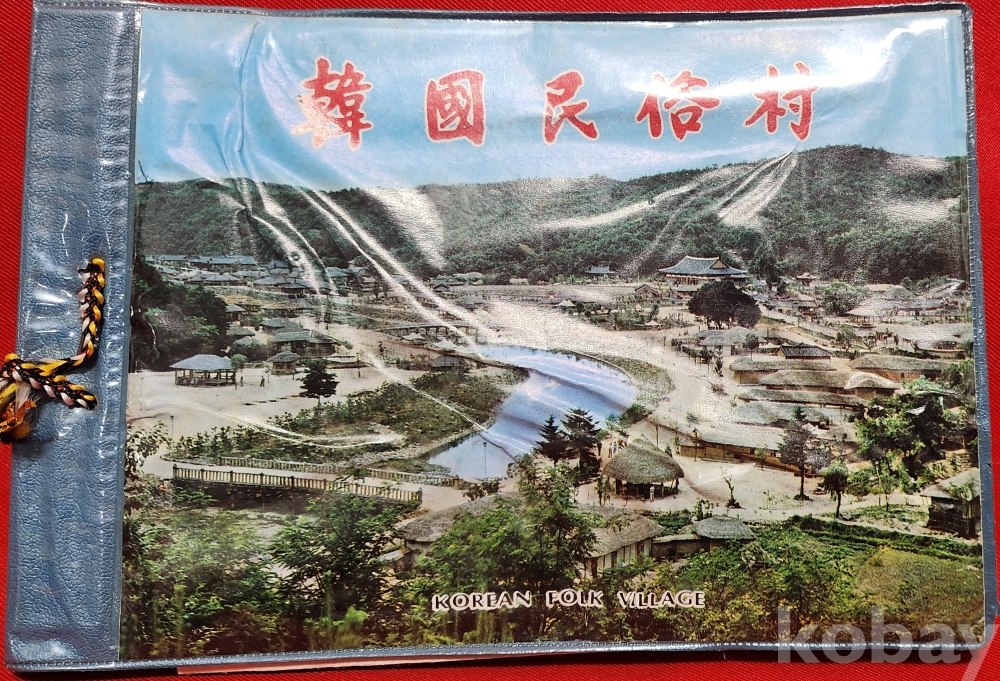 韓國民俗村
KOREAN FOLK VILLAGE
kobay